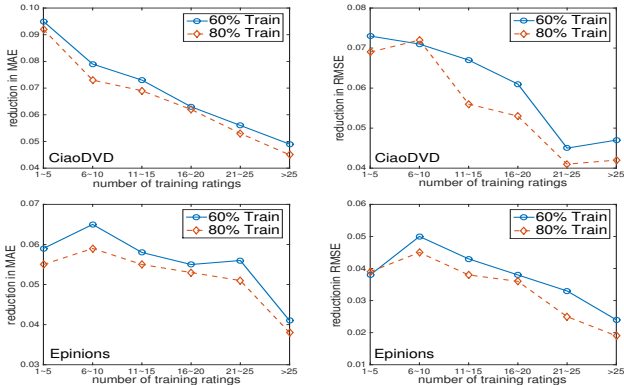 0.10
0.09
0.08
0.07
0.06
0.05
0.04
reduction in MAE
60% Train
80% Train
CiaoDVD
1~5 6~10 11~15 16~20 21~25 >25
number of training ratings
0.08
0.07
0.06
0.05
0.04
reduction in RMSE
60% Train
80% Train
CiaoDVD
1~5 6~10 11~15 16~20 21~25 >25
number of training ratings
0.07
0.06
0.05
0.04
0.03
reduction in MAE
60% Train
80% Train
Epinions
1~5 6~10 11~15 16~20 21~25 >25
number of training ratings
0.06
0.05
0.04
0.03
0.02
0.01
reductionin RMSE
60% Train
80% Train
Epinions
1~5 6~10 11~15 16~20 21~25 >25
number of training ratings